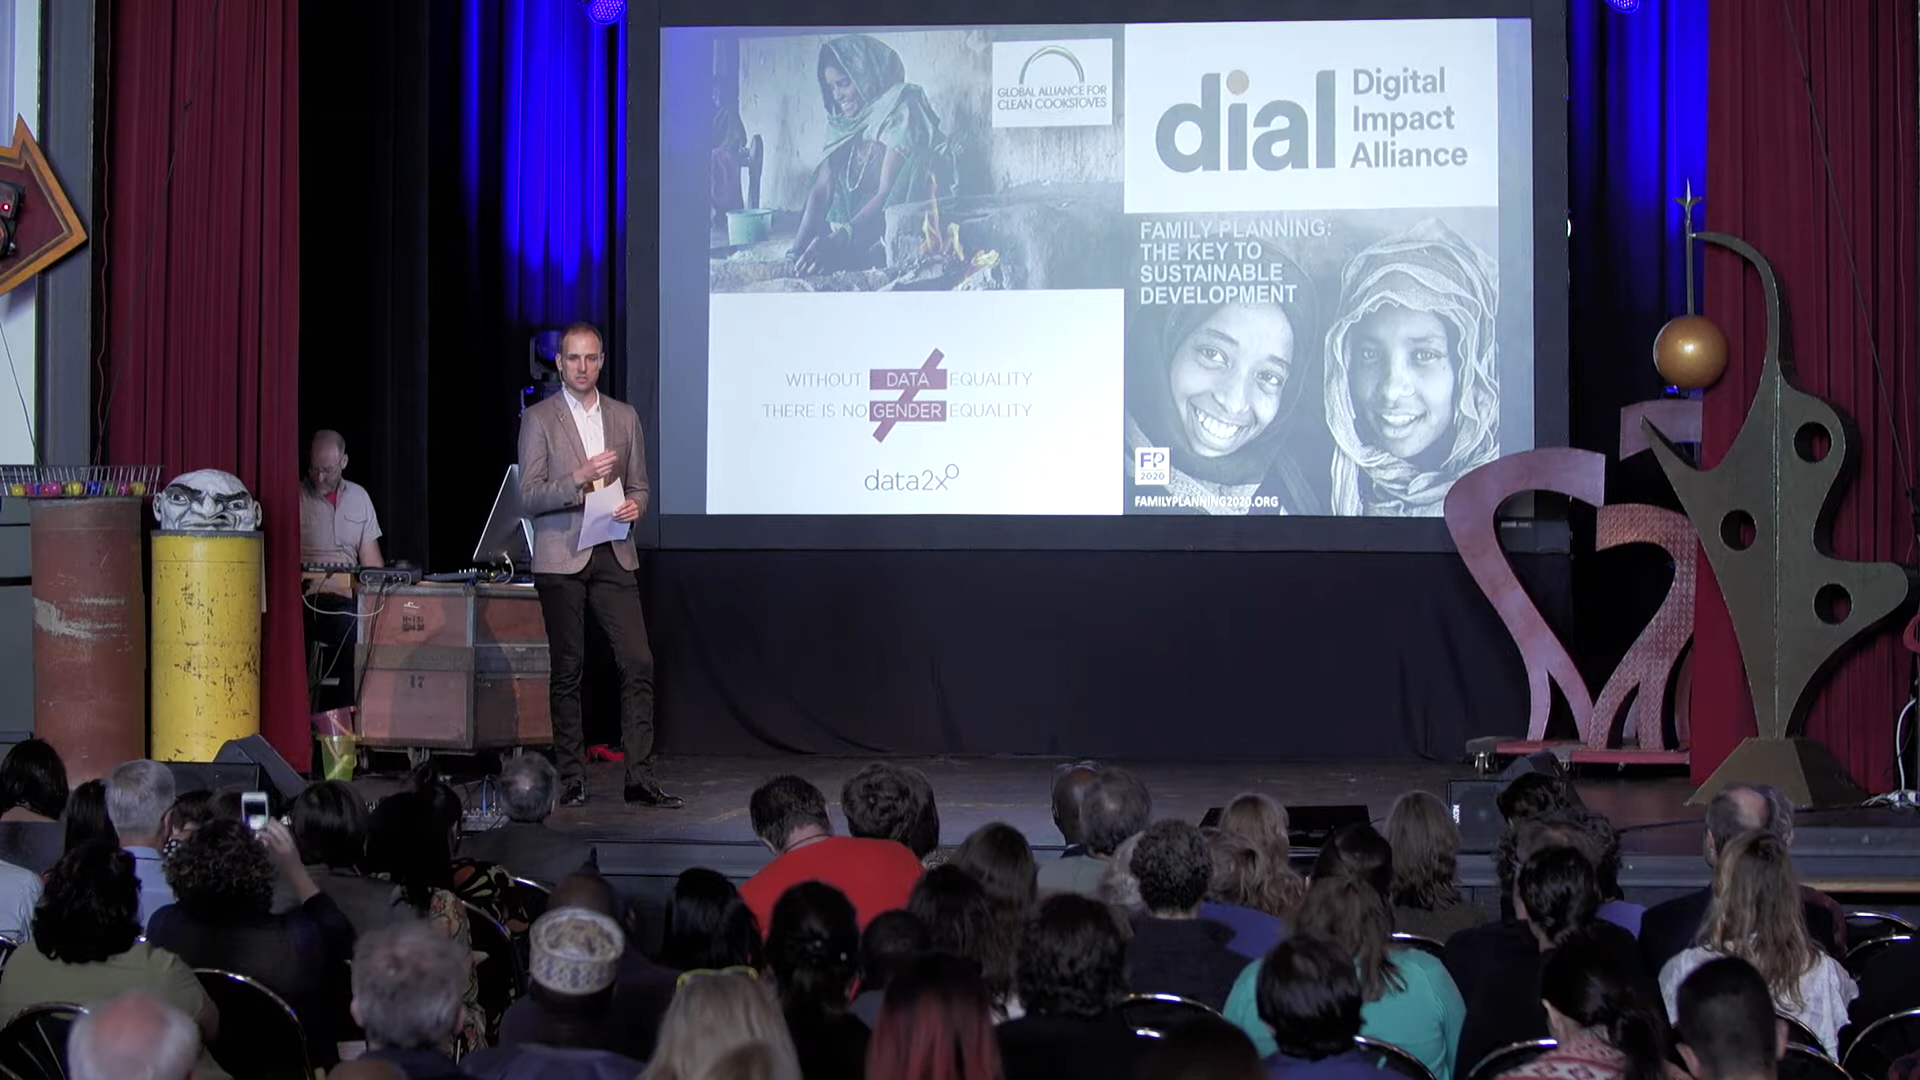 GLOBAL ALLIANCE FOR
CLEAN COOKSTOVES
dial
Digital
Impact
Alliance
FAMILY PLANNING:
THE KEY TO
SUSTAINABLE
DEVELOPMENT
WITHOUT DATA EQUALITY
THERE IS NO GENDER EQUALITY
data2x
FP
2020
FAMILYPLANNING2020.ORG
17